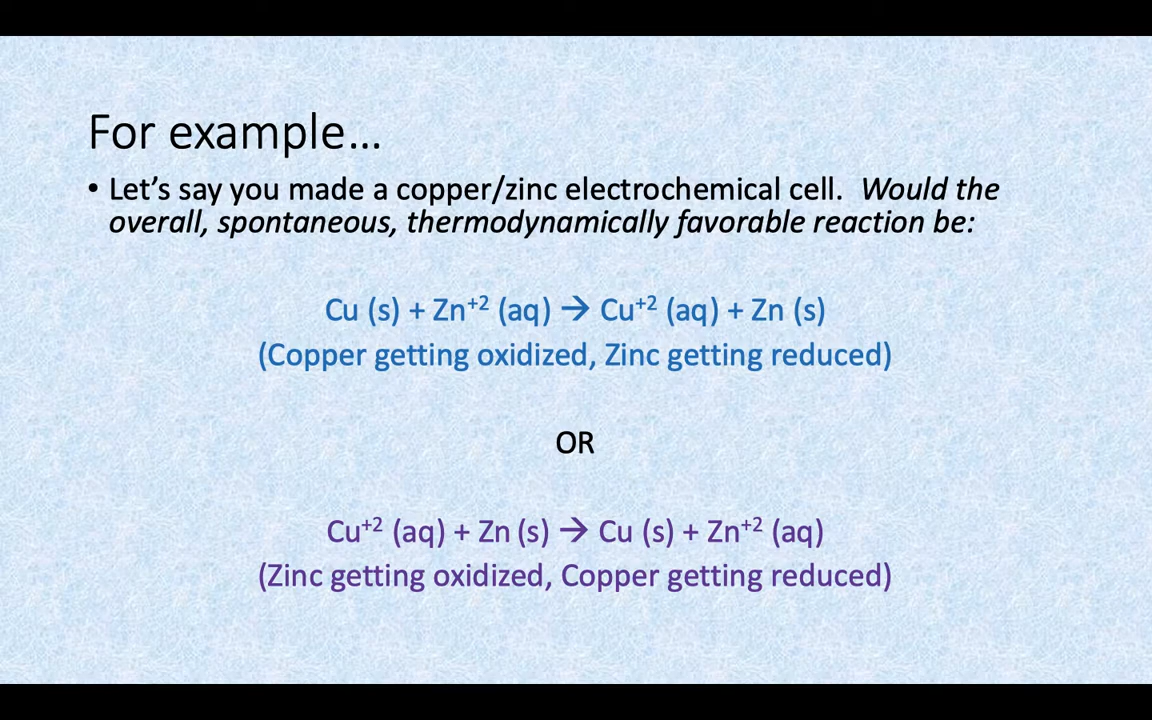 For example…
• Let’s say you made a copper/zinc electrochemical cell.  Would the
overall, spontaneous, thermodynamically favorable reaction be:
Cu (s) + Zn⁺² (aq) → Cu⁺² (aq) + Zn (s)
(Copper getting oxidized, Zinc getting reduced)
OR
Cu⁺² (aq) + Zn (s) → Cu (s) + Zn⁺² (aq)
(Zinc getting oxidized, Copper getting reduced)